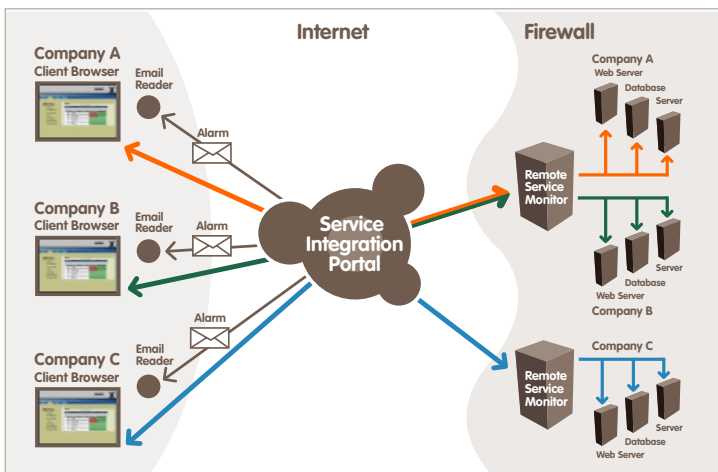 Internet
Firewall
Company A
Client Browser
Email
Reader
Alarm
Company B
Client Browser
Email
Reader
Alarm
Company C
Client Browser
Email
Reader
Alarm
Service
Integration
Portal
Company A
Web Server
Database
Server
Remote
Service
Monitor
Server
Database
Web Server
Company B
Company C
Remote
Service
Monitor
Server
Database
Web Server